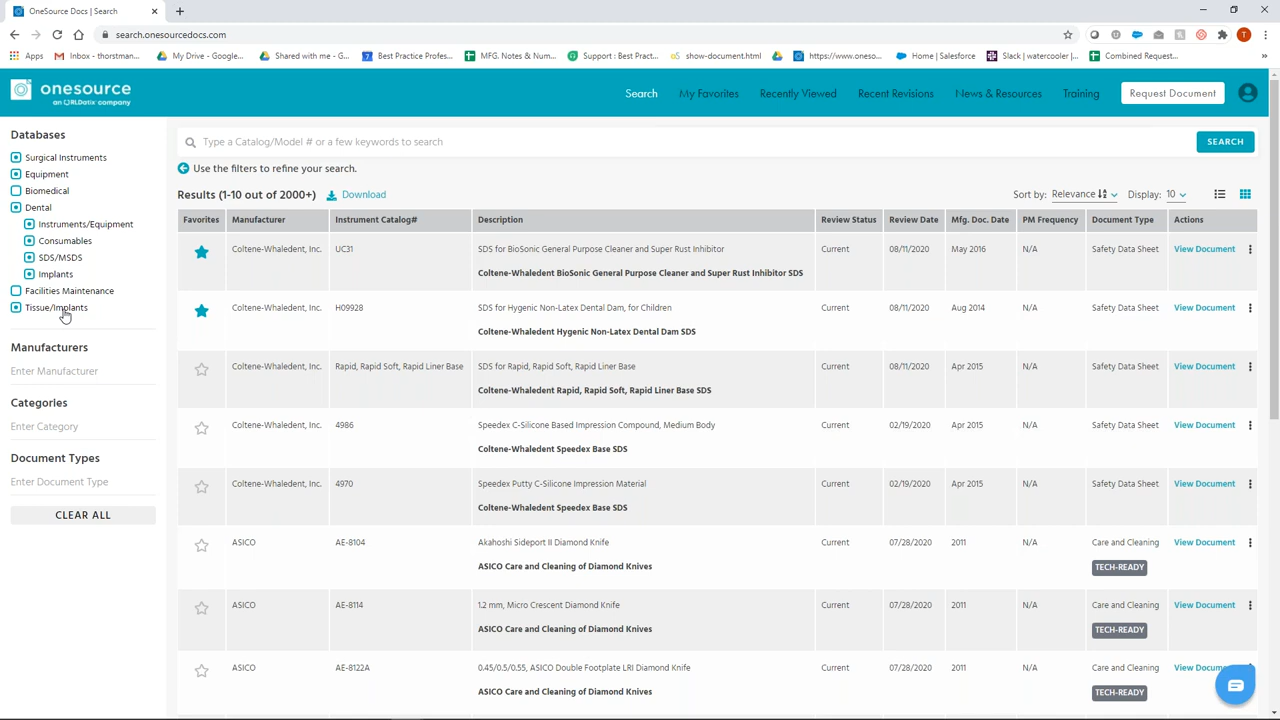 OneSource Docs | Search
search.onesourcedocs.com
Apps
Inbox - thorstman...
My Drive - Google...
Shared with me - G...
Best Practice Profes...
MFG. Notes & Num...
Support : Best Pract...
show-document.html
https://www.oneso...
Home | Salesforce
Slack | watercooler |...
Combined Request...
onesource
an RLDatix company
Search
My Favorites
Recently Viewed
Recent Revisions
News & Resources
Training
Request Document
Databases
Surgical Instruments
Equipment
Biomedical
Dental
Instruments/Equipment
Consumables
SDS/MSDS
Implants
Facilities Maintenance
Tissue/Implants
Manufacturers
Enter Manufacturer
Categories
Enter Category
Document Types
Enter Document Type
CLEAR ALL
Type a Catalog/Model # or a few keywords to search
SEARCH
Use the filters to refine your search.
Results (1-10 out of 2000+) Download
Sort by: Relevance Display: 10
Favorites Manufacturer Instrument Catalog# Description Review Status Review Date Mfg. Doc. Date PM Frequency Document Type Actions
Coltene-Whaledent, Inc. UC31 SDS for BioSonic General Purpose Cleaner and Super Rust Inhibitor Current 08/11/2020 May 2016 N/A Safety Data Sheet View Document
Coltene-Whaledent BioSonic General Purpose Cleaner and Super Rust Inhibitor SDS
Coltene-Whaledent, Inc. H09928 SDS for Hygenic Non-Latex Dental Dam, for Children Current 08/11/2020 Aug 2014 N/A Safety Data Sheet View Document
Coltene-Whaledent Hygenic Non-Latex Dental Dam SDS
Coltene-Whaledent, Inc. Rapid, Rapid Soft, Rapid Liner Base SDS for Rapid, Rapid Soft, Rapid Liner Base Current 08/11/2020 Apr 2015 N/A Safety Data Sheet View Document
Coltene-Whaledent Rapid, Rapid Soft, Rapid Liner Base SDS
Coltene-Whaledent, Inc. 4986 Speedex C-Silicone Based Impression Compound, Medium Body Current 02/19/2020 Apr 2015 N/A Safety Data Sheet View Document
Coltene-Whaledent Speedex Base SDS
Coltene-Whaledent, Inc. 4970 Speedex Putty C-Silicone Impression Material Current 02/19/2020 Apr 2015 N/A Safety Data Sheet View Document
Coltene-Whaledent Speedex Base SDS
ASICO AE-8104 Akahoshi Sideport II Diamond Knife Current 07/28/2020 2011 N/A Care and Cleaning View Document
ASICO Care and Cleaning of Diamond Knives TECH-READY
ASICO AE-8114 1.2 mm, Micro Crescent Diamond Knife Current 07/28/2020 2011 N/A Care and Cleaning View Document
ASICO Care and Cleaning of Diamond Knives TECH-READY
ASICO AE-8122A 0.45/0.5/0.55, ASICO Double Footplate LRI Diamond Knife Current 07/28/2020 2011 N/A Care and Cleaning View Docume
ASICO Care and Cleaning of Diamond Knives TECH-READY